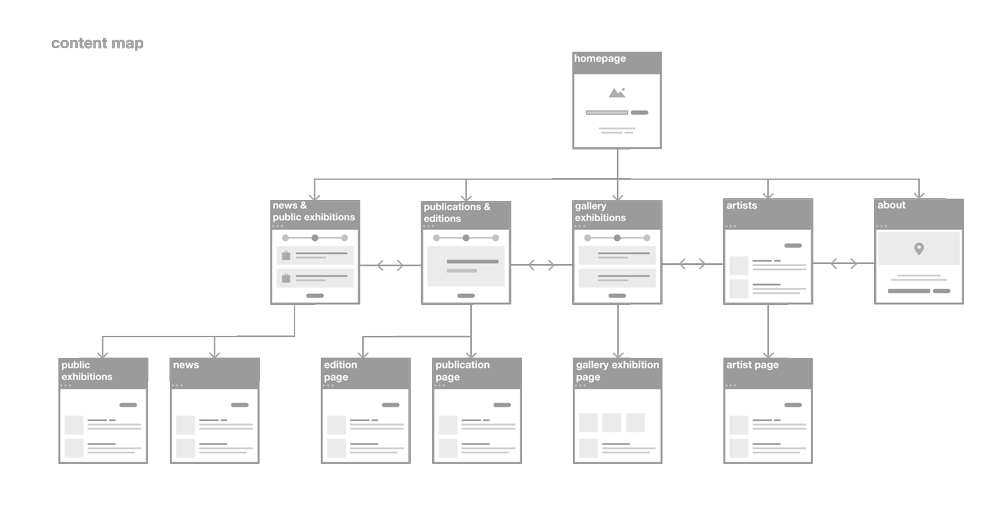 content map
homepage
news &
public exhibitions
publications &
editions
gallery
exhibitions
artists
about
public
exhibitions
news
edition
page
publication
page
gallery exhibition
page
artist page